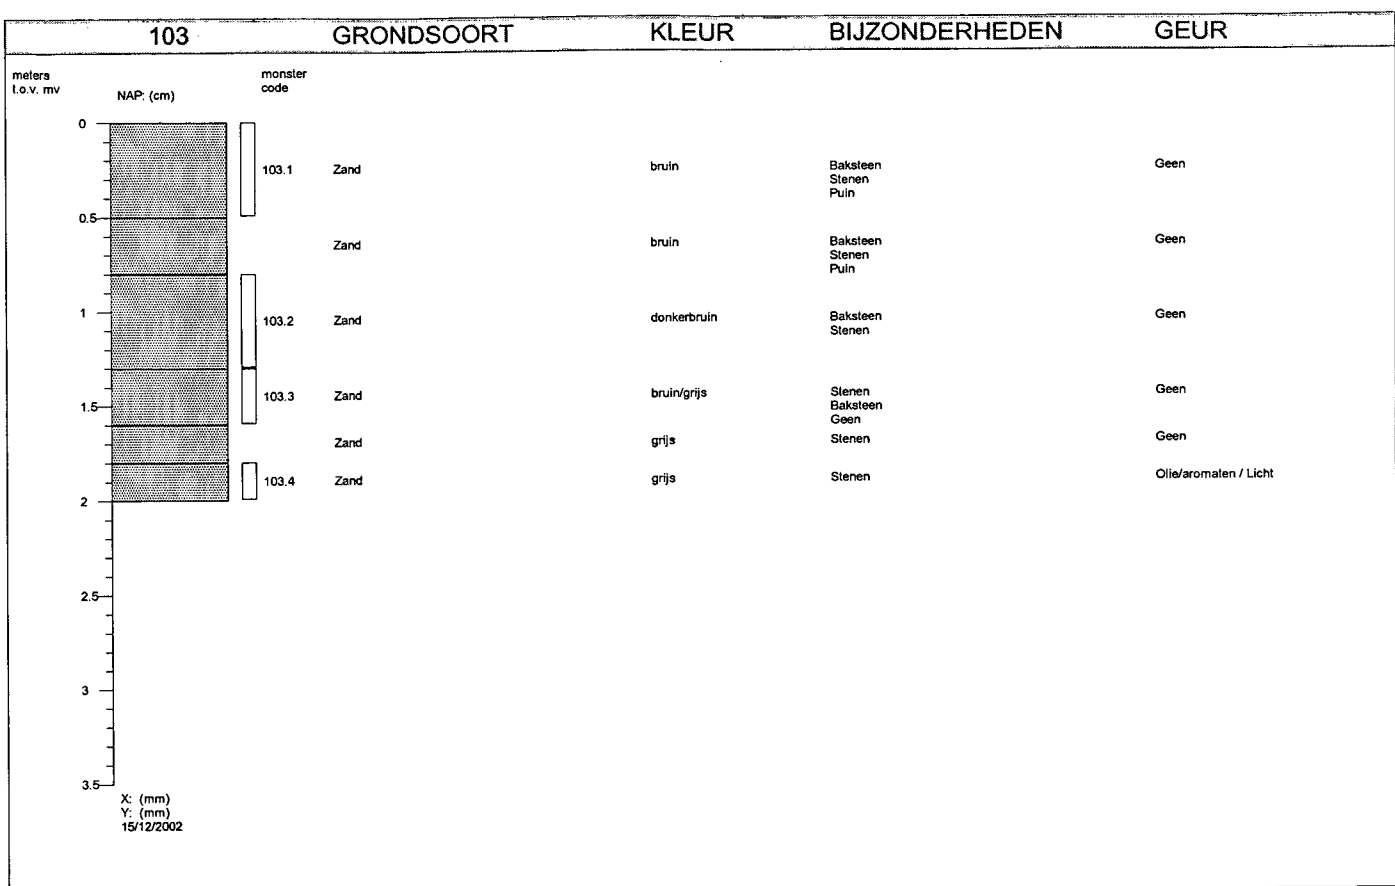 103 GRONDSOORT KLEUR BIJZONDERHEDEN GEUR
meters monster
t.o.v. mv code
NAP: (cm)
0
103.1 Zand bruin Baksteen Geen
Stenen
Puin
0.5
Zand bruin Baksteen Geen
Stenen
Puin
1 103.2 Zand donkerbruin Baksteen Geen
Stenen
103.3 Zand bruin/grijs Stenen Geen
1.5 Baksteen
Geen
Zand grijs Stenen Geen
103.4 Zand grijs Stenen Olie/aromaten / Licht
2
2.5
3
3.5
X: (mm)
Y: (mm)
15/12/2002